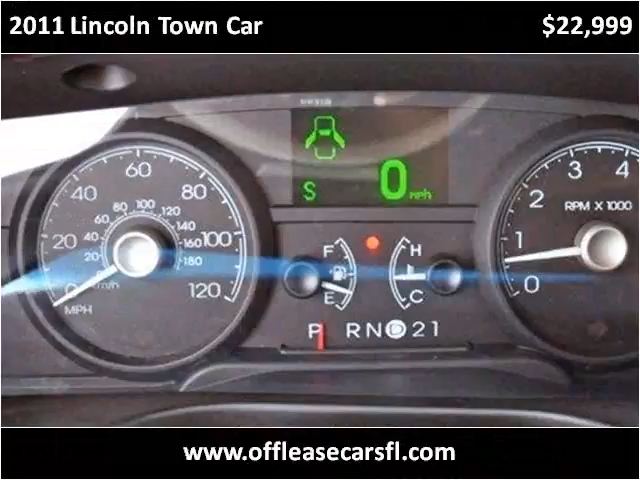 2011 Lincoln Town Car $22,999
S 0 mph
0 20 40 60 80 100 120
MPH
20 40 60 80 100 120 140 160 180
km/h
F H
E C
0 1 2 3 4
RPM X 1000
P R N D 2 1
www.offleasecarsfl.com